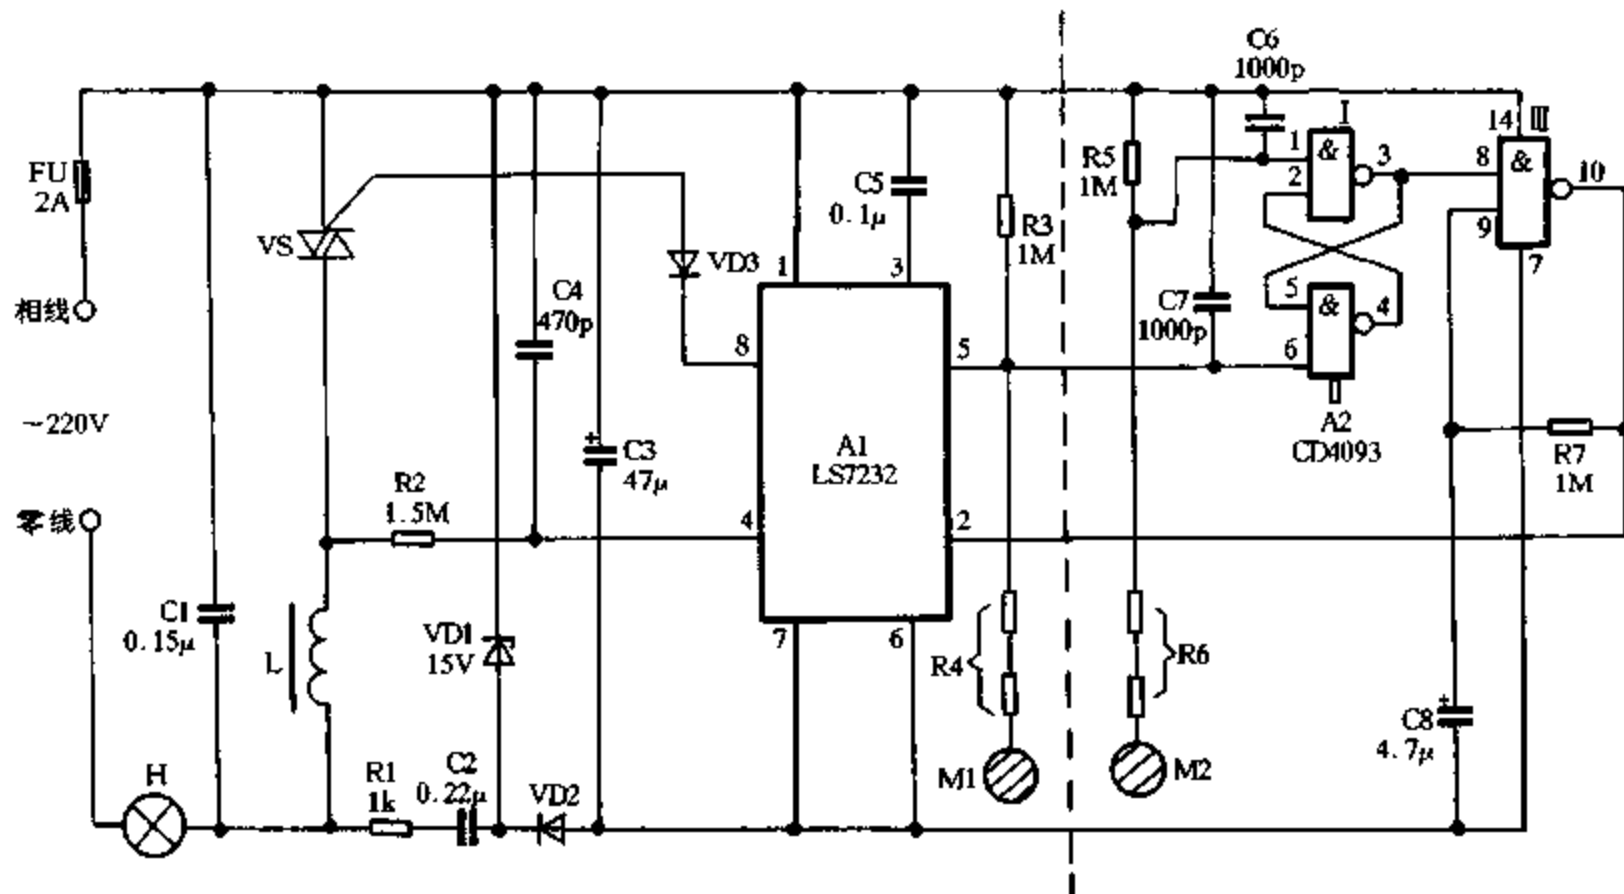 C6
1000p
I
14
III
FU
2A
R5
1M
1
&
2
3
8
&
10
9
7
C5
0.1μ
R3
1M
VS
VD3
1
3
相线
C4
470p
C7
1000p
5
&
4
6
8
5
~220V
A2
CD4093
C3
47μ
A1
LS7232
R7
1M
R2
1.5M
零线
4
2
C1
0.15μ
VD1
15V
L
7
6
R4
R6
C8
4.7μ
M1
M2
H
R1
1k
C2
0.22μ
VD2
+
+